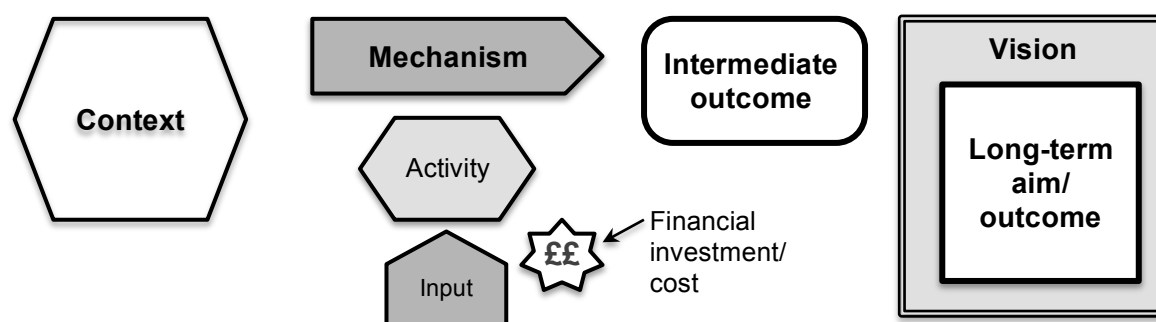 Context
Mechanism
Activity
Input
££
Financial
investment/
cost
Intermediate
outcome
Vision
Long-term
aim/
outcome